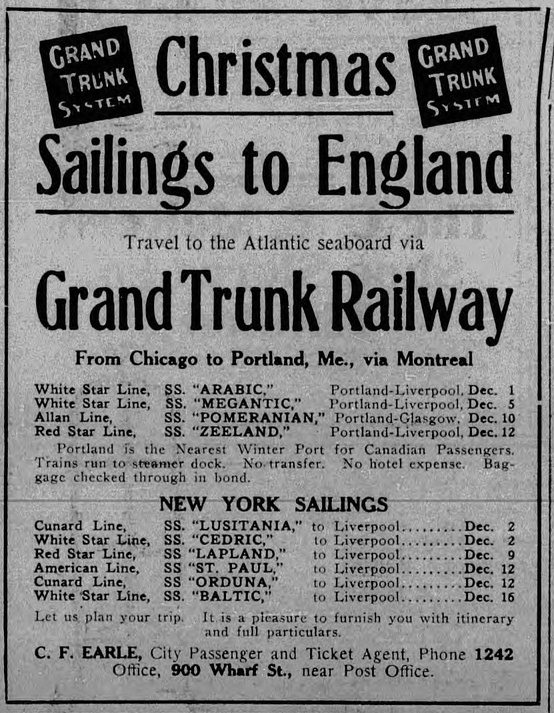 GRAND TRUNK SYSTEM
Christmas
GRAND TRUNK SYSTEM
Sailings to England
Travel to the Atlantic seaboard via
Grand Trunk Railway
From Chicago to Portland, Me., via Montreal
White Star Line, SS. "ARABIC," Portland-Liverpool, Dec. 1
White Star Line, SS. "MEGANTIC," Portland-Liverpool, Dec. 5
Allan Line, SS. "POMERANIAN," Portland-Glasgow, Dec. 10
Red Star Line, SS. "ZEELAND," Portland-Liverpool, Dec. 12
Portland is the Nearest Winter Port for Canadian Passengers.
Trains run to steamer dock. No transfer. No hotel expense. Bag-
gage checked through in bond.
NEW YORK SAILINGS
Cunard Line, SS. "LUSITANIA," to Liverpool.........Dec. 2
White Star Line, SS. "CEDRIC," to Liverpool.........Dec. 2
Red Star Line, SS "LAPLAND," to Liverpool.........Dec. 9
American Line, SS "ST. PAUL," to Liverpool.........Dec. 12
Cunard Line, SS "ORDUNA," to Liverpool.........Dec. 12
White Star Line, SS. "BALTIC," to Liverpool.........Dec. 16
Let us plan your trip. It is a pleasure to furnish you with itinerary
and full particulars.
C. F. EARLE, City Passenger and Ticket Agent, Phone 1242
Office, 900 Wharf St., near Post Office.